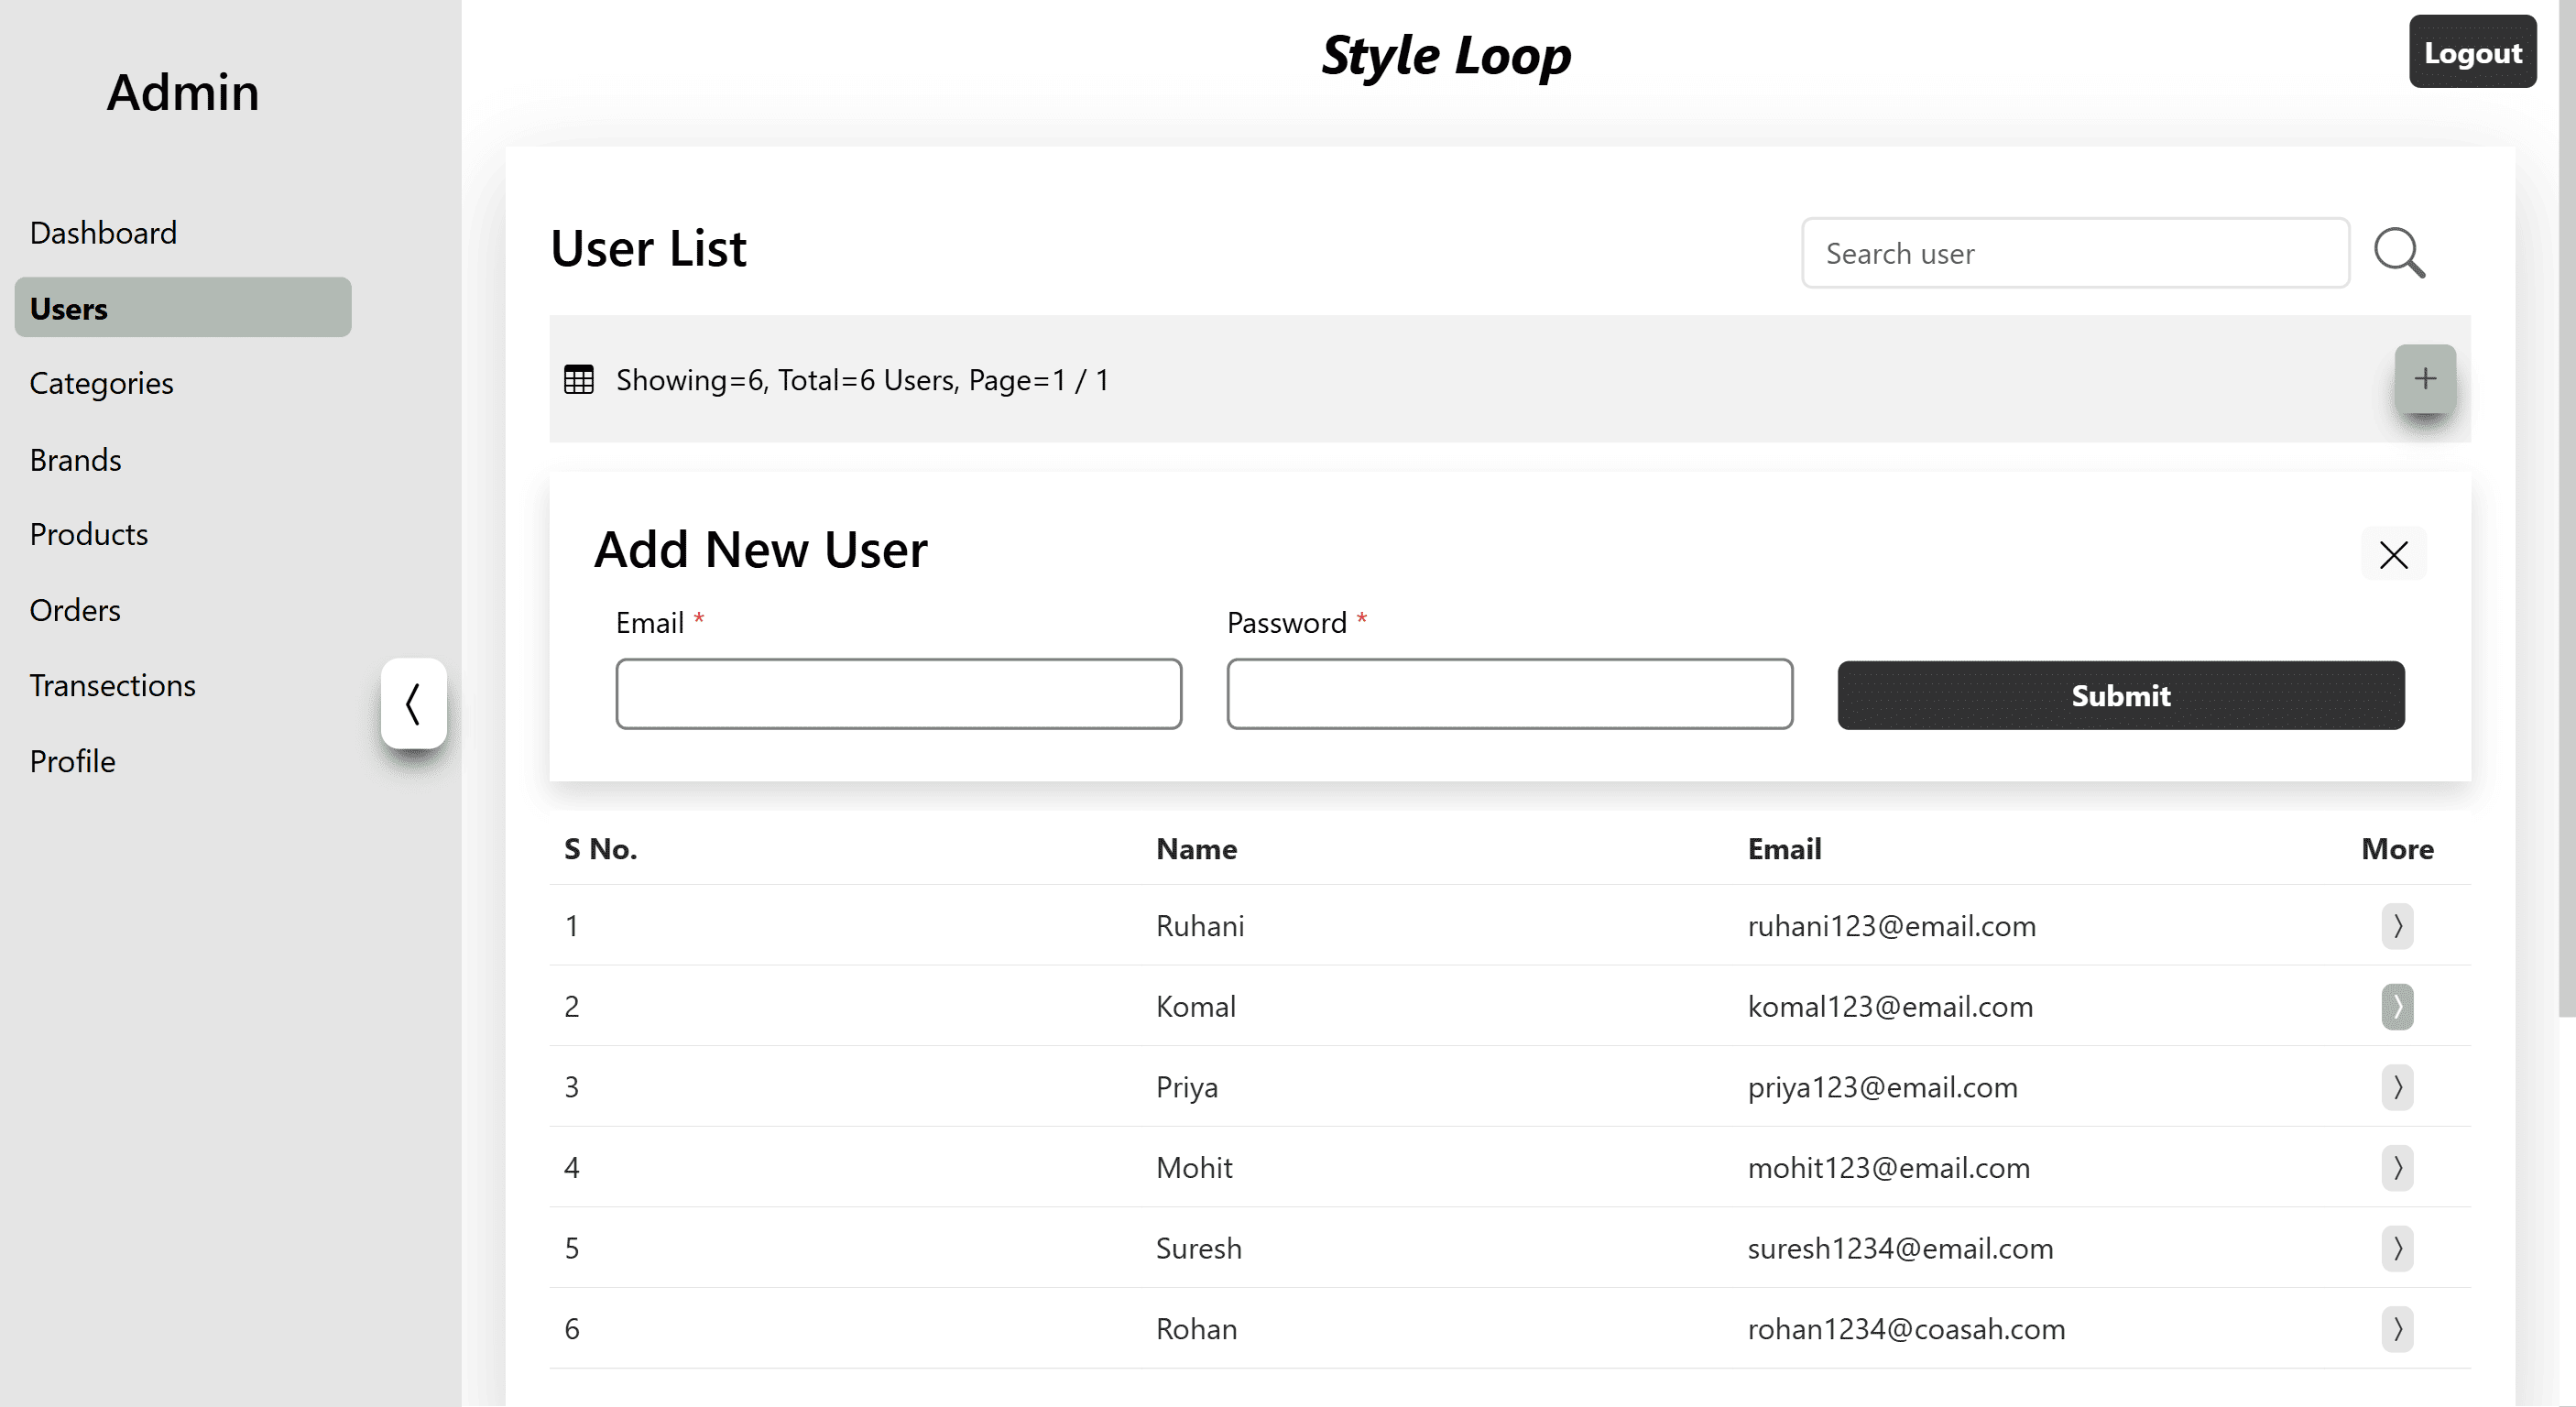 Admin
Style Loop
Logout
Dashboard
Users
Categories
Brands
Products
Orders
Transections
Profile
User List
Search user
Showing=6, Total=6 Users, Page=1 / 1
+
Add New User
Email *
Password *
Submit
S No. Name Email More
1 Ruhani ruhani123@email.com
2 Komal komal123@email.com
3 Priya priya123@email.com
4 Mohit mohit123@email.com
5 Suresh suresh1234@email.com
6 Rohan rohan1234@coasah.com